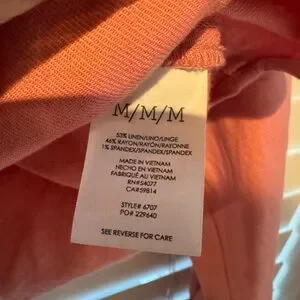 M/M/M
53% LINEN/LINO/LINGE
46% RAYON/RAYON/RAYONNE
1% SPANDEX/SPANDEX/SPANDEX
MADE IN VIETNAM
HECHO EN VIETNAM
FABRIQUÉ AU VIETNAM
RN#54077
CA#59814
STYLE# 6707
PO# 229640
SEE REVERSE FOR CARE